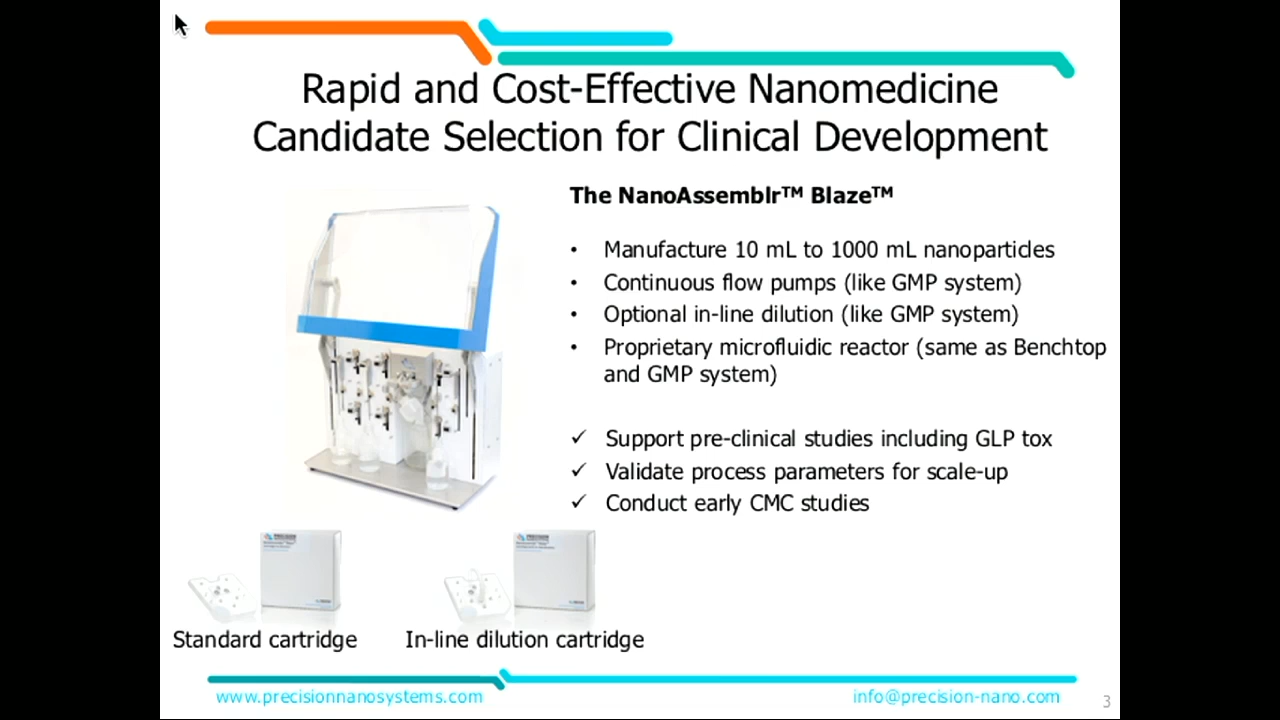 Rapid and Cost-Effective Nanomedicine
Candidate Selection for Clinical Development
The NanoAssemblr™ Blaze™
• Manufacture 10 mL to 1000 mL nanoparticles
• Continuous flow pumps (like GMP system)
• Optional in-line dilution (like GMP system)
• Proprietary microfluidic reactor (same as Benchtop
and GMP system)
✓ Support pre-clinical studies including GLP tox
✓ Validate process parameters for scale-up
✓ Conduct early CMC studies
PRECISION
PRECISION
Standard cartridge
In-line dilution cartridge
www.precisionnanosystems.com
info@precision-nano.com
3